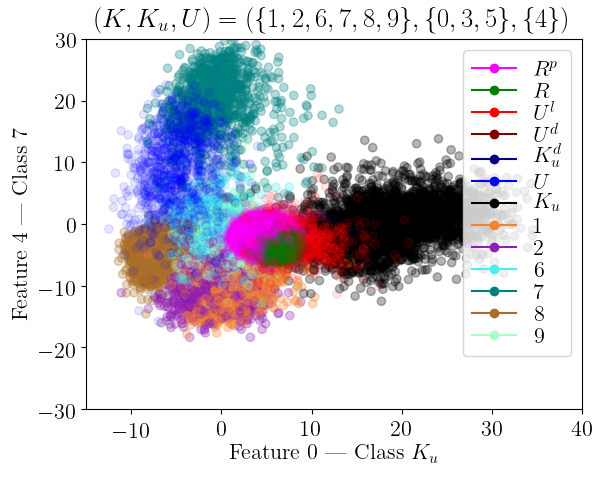 (K, K_u, U) = ({1, 2, 6, 7, 8, 9}, {0, 3, 5}, {4})
30
20
10
0
−10
−20
−30
Feature 4 — Class 7
−10
0
10
20
30
40
Feature 0 — Class K_u
R^p
R
U^l
U^d
K_u^d
U
K_u
1
2
6
7
8
9